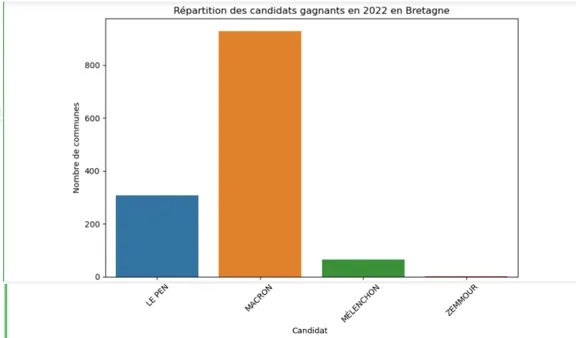 Répartition des candidats gagnants en 2022 en Bretagne
Nombre de communes
800
600
400
200
0
LE PEN
MACRON
MÉLENCHON
ZEMMOUR
Candidat